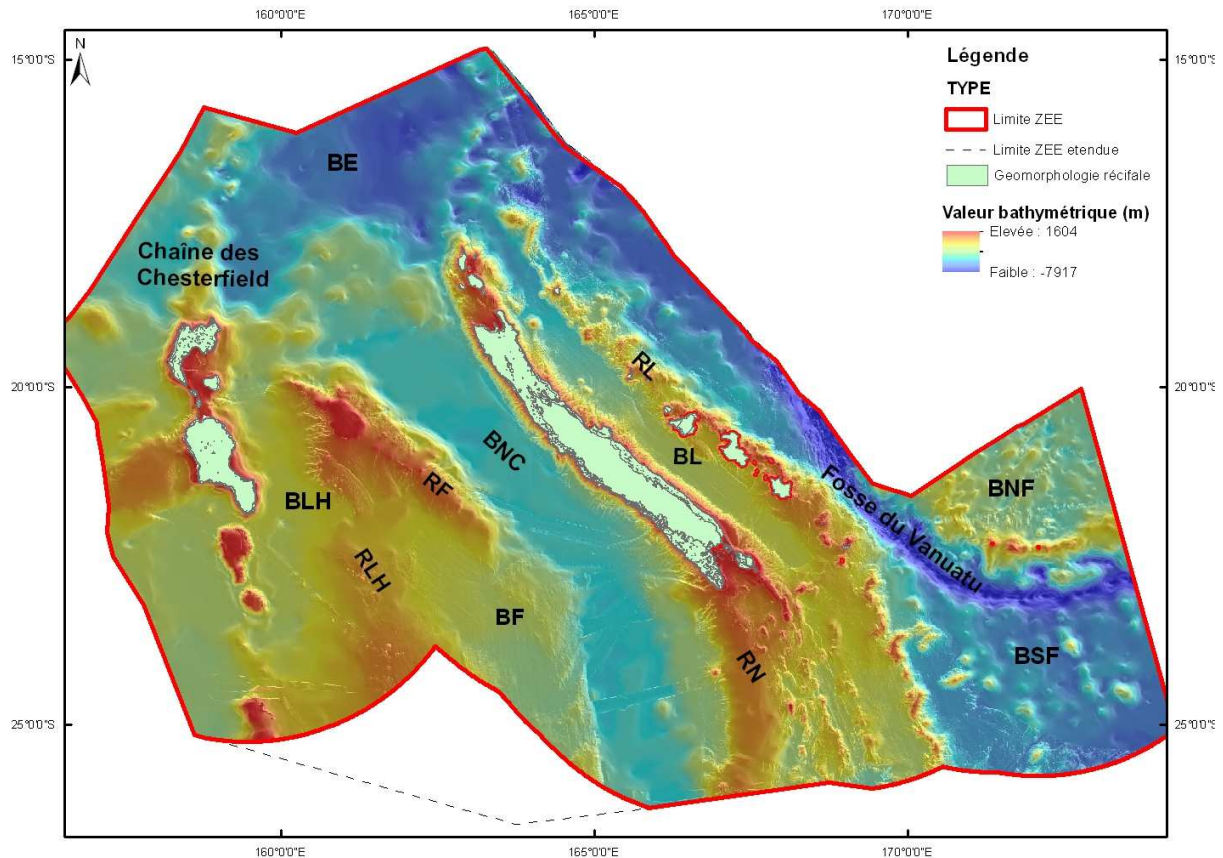 160°0'0"E
165°0'0"E
170°0'0"E
15°0'0"S
15°0'0"S
N
Légende
TYPE
Limite ZEE
Limite ZEE etendue
Geomorphologie récifale
Valeur bathymétrique (m)
Elevée : 1604
Faible : -7917
BE
Chaîne des
Chesterfield
RL
20°0'0"S
20°0'0"S
BNC
BL
RF
BLH
Fosse du Vanuatu
BNF
RLH
BF
RN
BSF
25°0'0"S
25°0'0"S
160°0'0"E
165°0'0"E
170°0'0"E